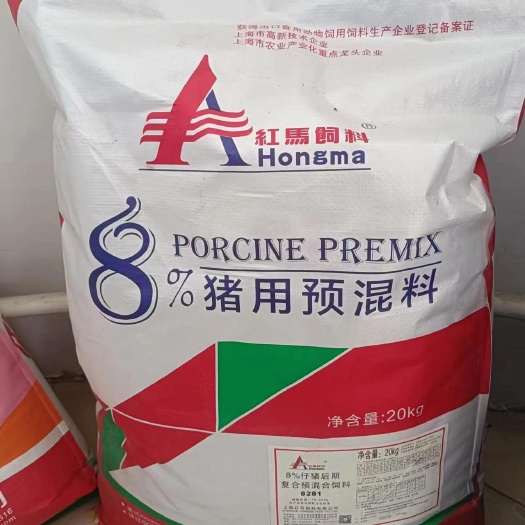 获得出口食用动物饲用饲料生产企业登记备案证
上海市高新技术企业
上海市农业产业化重点龙头企业
紅馬飼料®
Hongma
8% PORCINE PREMIX
猪用预混料
净含量:20kg
Hongma
净含量: 20kg
8%仔猪后期
复合预混合饲料
8281